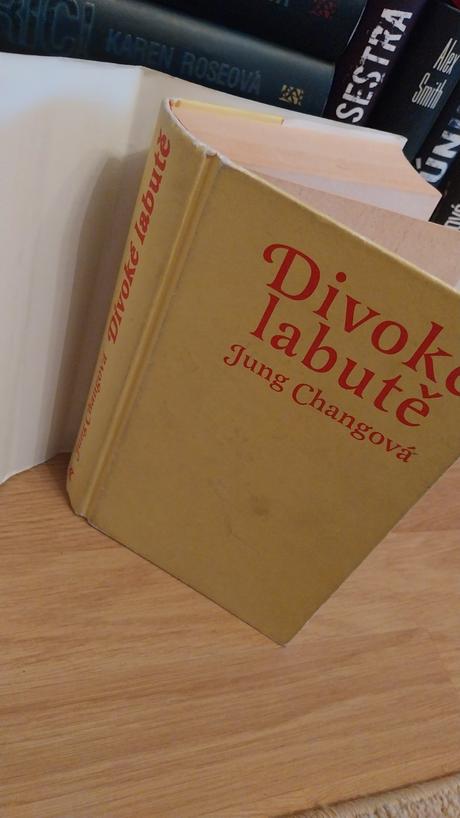 KAREN ROSEOVÁ
SESTRA
Alex
Smith
Divoké labutě
Jung Changová
Divoké
labutě
Jung Changová